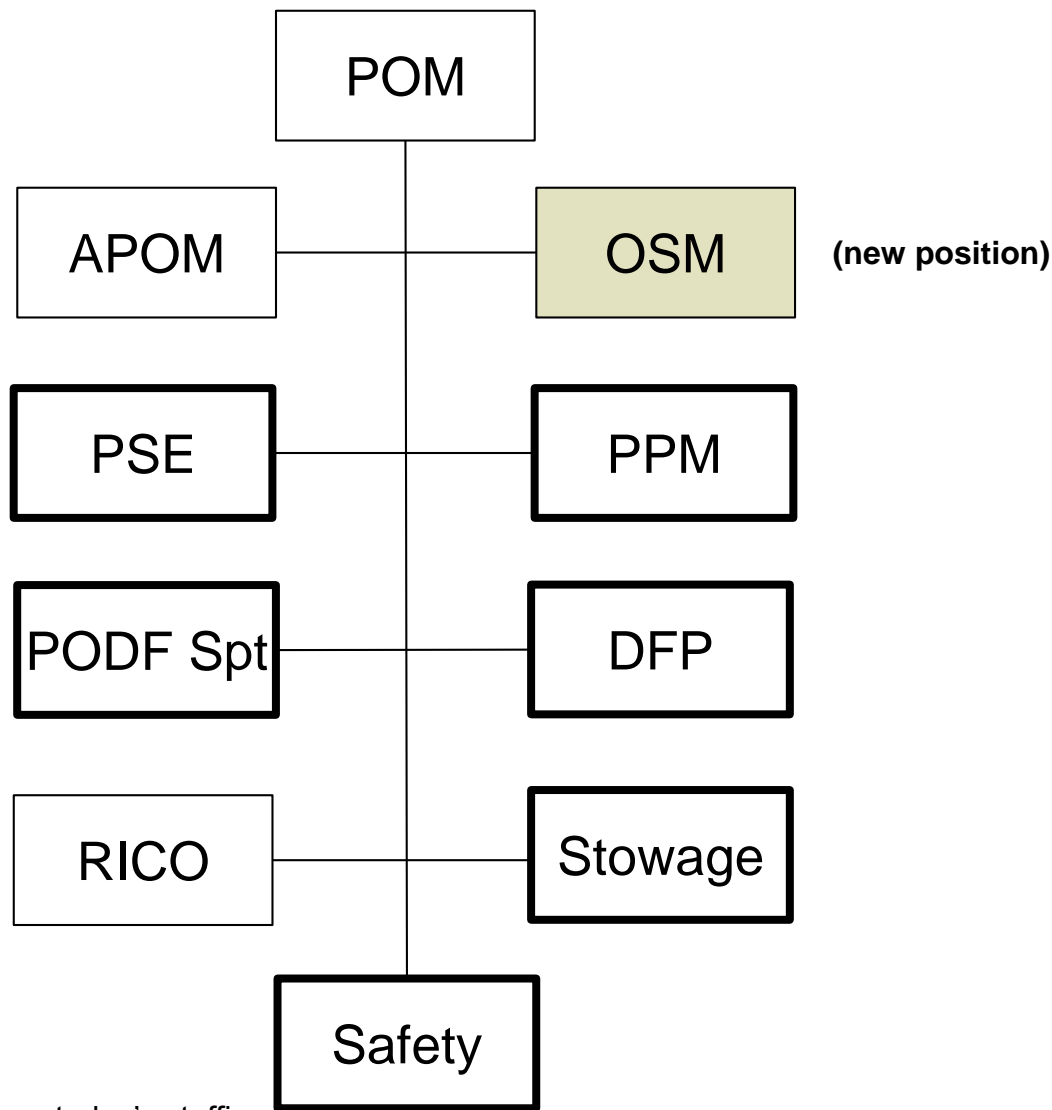 POM
APOM
OSM
(new position)
PSE
PPM
PODF Spt
DFP
RICO
Stowage
Safety